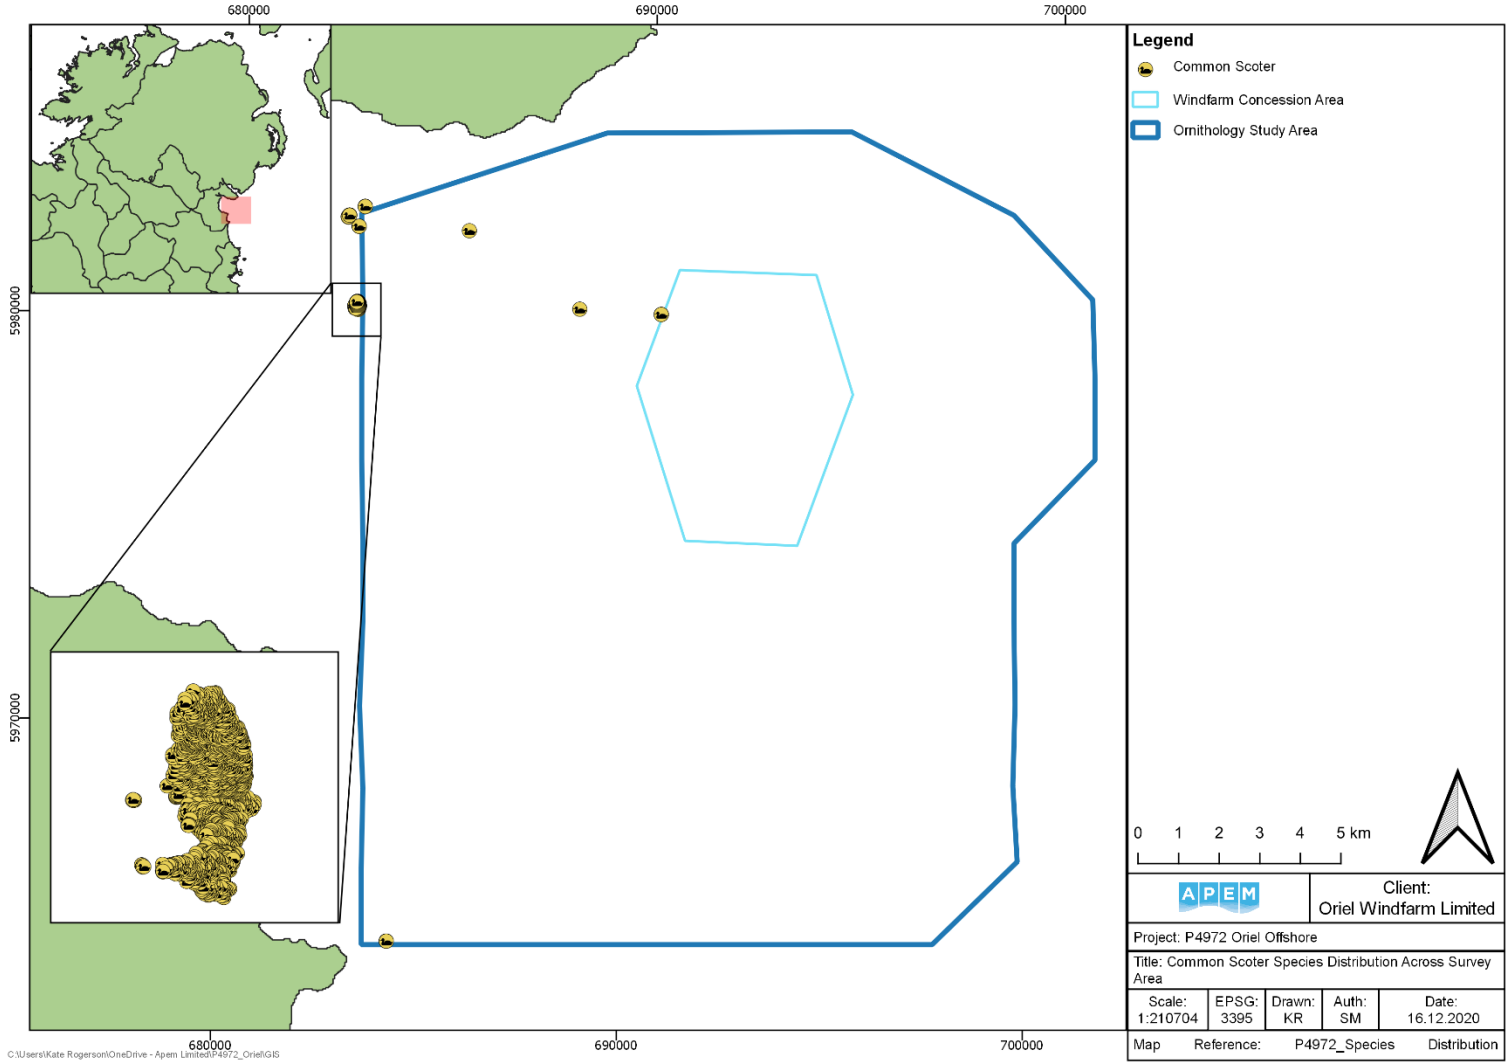 680000
690000
700000
5980000
5970000
680000
690000
700000
C:\Users\Kate Rogerson\OneDrive - Apem Limited\P4972_Oriel\GIS
Legend
Common Scoter
Windfarm Concession Area
Ornithology Study Area
0 1 2 3 4 5 km
APEM
Client:
Oriel Windfarm Limited
Project: P4972 Oriel Offshore
Title: Common Scoter Species Distribution Across Survey
Area
Scale:
1:210704
EPSG:
3395
Drawn:
KR
Auth:
SM
Date:
16.12.2020
Map Reference: P4972_Species Distribution